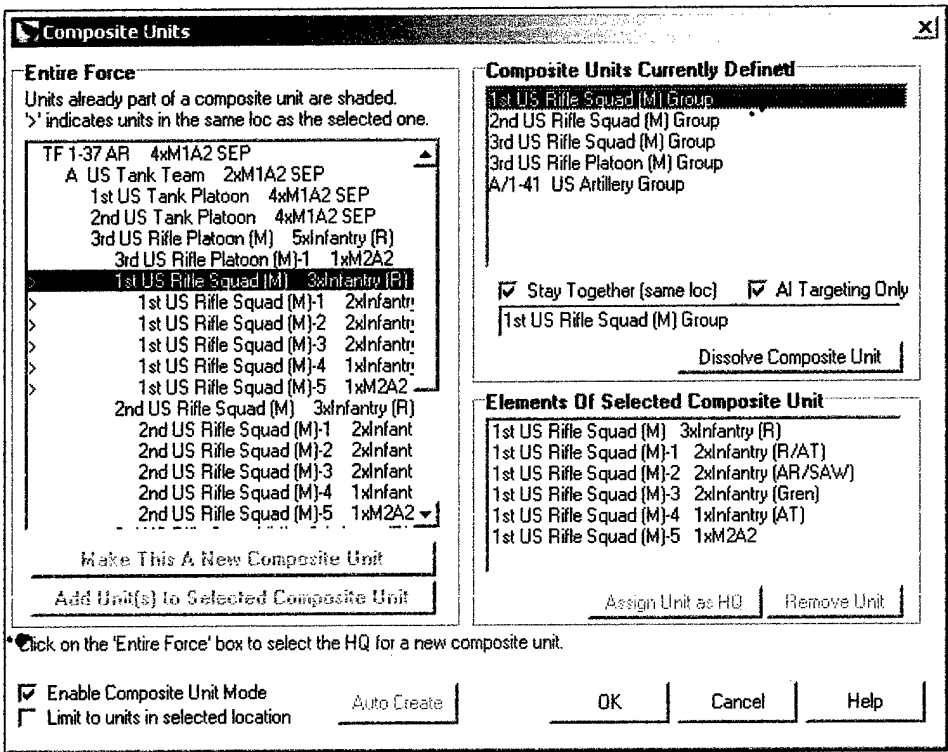 Composite Units
Entire Force
Units already part of a composite unit are shaded.
'>' indicates units in the same loc as the selected one.
TF 1-37 AR 4xM1A2 SEP
A US Tank Team 2xM1A2 SEP
1st US Tank Platoon 4xM1A2 SEP
2nd US Tank Platoon 4xM1A2 SEP
3rd US Rifle Platoon (M) 5xInfantry (R)
3rd US Rifle Platoon (M)-1 1xM2A2
> 1st US Rifle Squad (M) 3xInfantry (R)
> 1st US Rifle Squad (M)-1 2xInfantry
> 1st US Rifle Squad (M)-2 2xInfantry
> 1st US Rifle Squad (M)-3 2xInfantry
> 1st US Rifle Squad (M)-4 1xInfantry
> 1st US Rifle Squad (M)-5 1xM2A2
2nd US Rifle Squad (M) 3xInfantry (R)
2nd US Rifle Squad (M)-1 2xInfant
2nd US Rifle Squad (M)-2 2xInfant
2nd US Rifle Squad (M)-3 2xInfant
2nd US Rifle Squad (M)-4 1xInfant
2nd US Rifle Squad (M)-5 1xM2A2
Make This A New Composite Unit
Add Unit(s) to Selected Composite Unit
Composite Units Currently Defined
1st US Rifle Squad (M) Group
2nd US Rifle Squad (M) Group
3rd US Rifle Squad (M) Group
3rd US Rifle Platoon (M) Group
A/1-41 US Artillery Group
Stay Together (same loc) AI Targeting Only
1st US Rifle Squad (M) Group
Dissolve Composite Unit
Elements Of Selected Composite Unit
1st US Rifle Squad (M) 3xInfantry (R)
1st US Rifle Squad (M)-1 2xInfantry (R/AT)
1st US Rifle Squad (M)-2 2xInfantry (AR/SAW)
1st US Rifle Squad (M)-3 2xInfantry (Gren)
1st US Rifle Squad (M)-4 1xInfantry (AT)
1st US Rifle Squad (M)-5 1xM2A2
Assign Unit as HQ Remove Unit
Click on the 'Entire Force' box to select the HQ for a new composite unit.
Enable Composite Unit Mode
Limit to units in selected location
Auto Create OK Cancel Help